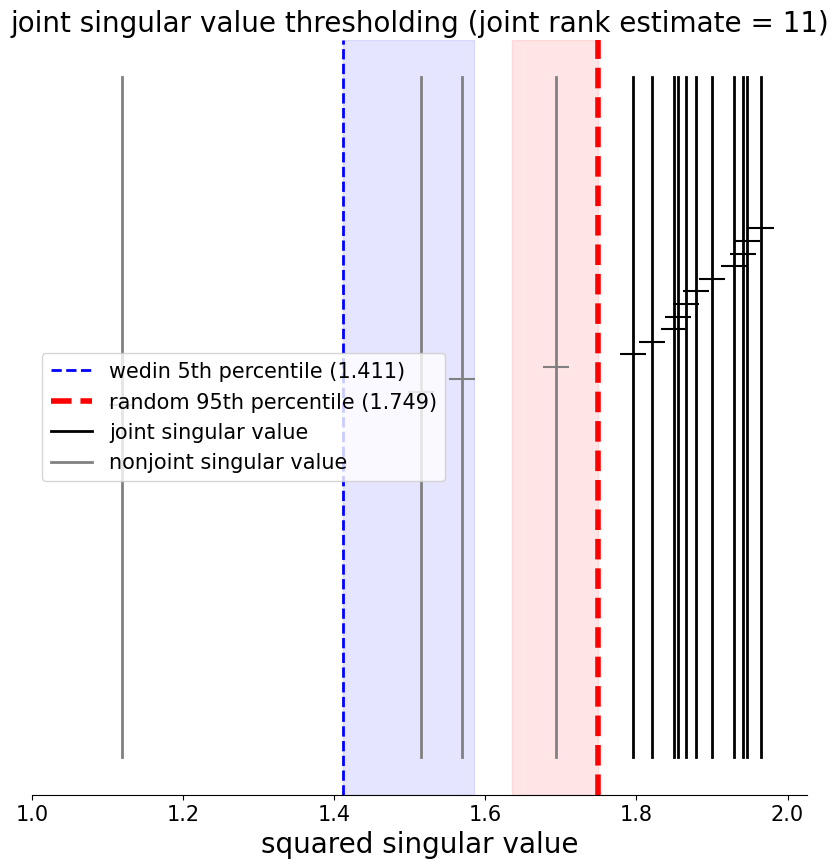 joint singular value thresholding (joint rank estimate = 11)
wedin 5th percentile (1.411)
random 95th percentile (1.749)
joint singular value
nonjoint singular value
1.0 1.2 1.4 1.6 1.8 2.0
squared singular value